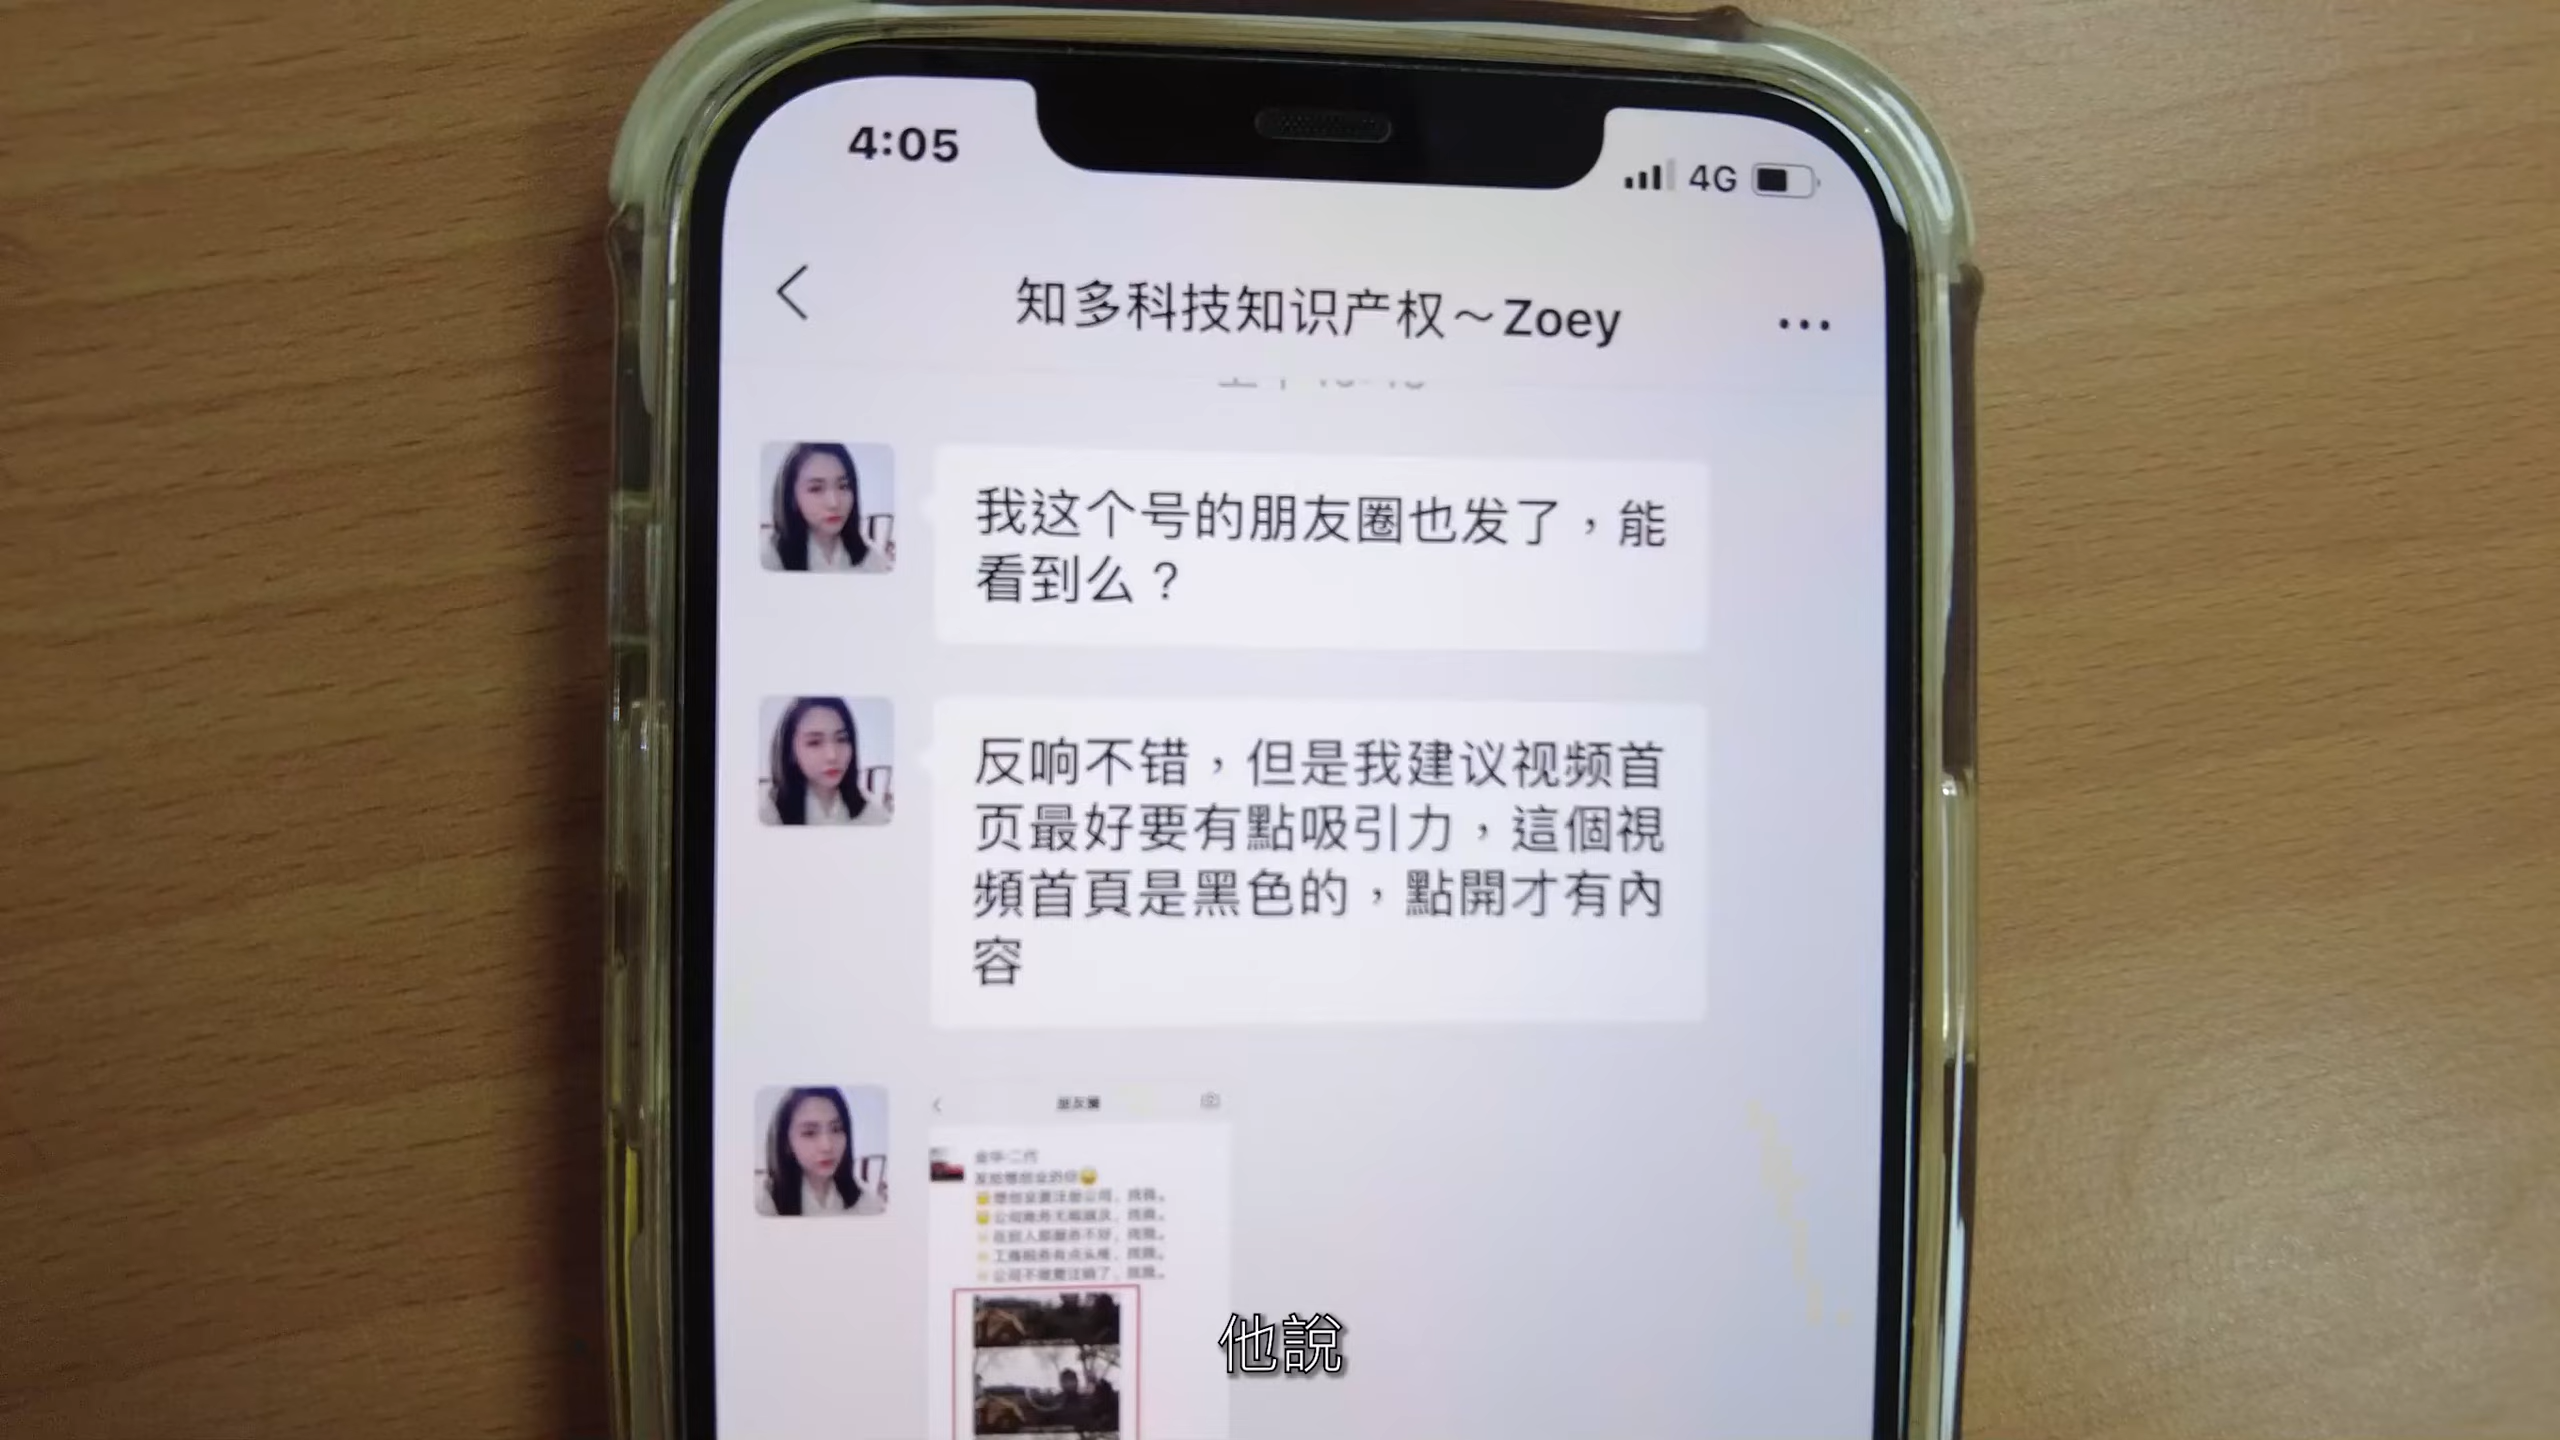 4:05
4G
知多科技知识产权～Zoey
我这个号的朋友圈也发了，能
看到么？
反响不错，但是我建议视频首
页最好要有點吸引力，這個視
頻首頁是黑色的，點開才有內
容
朋友圈
他說